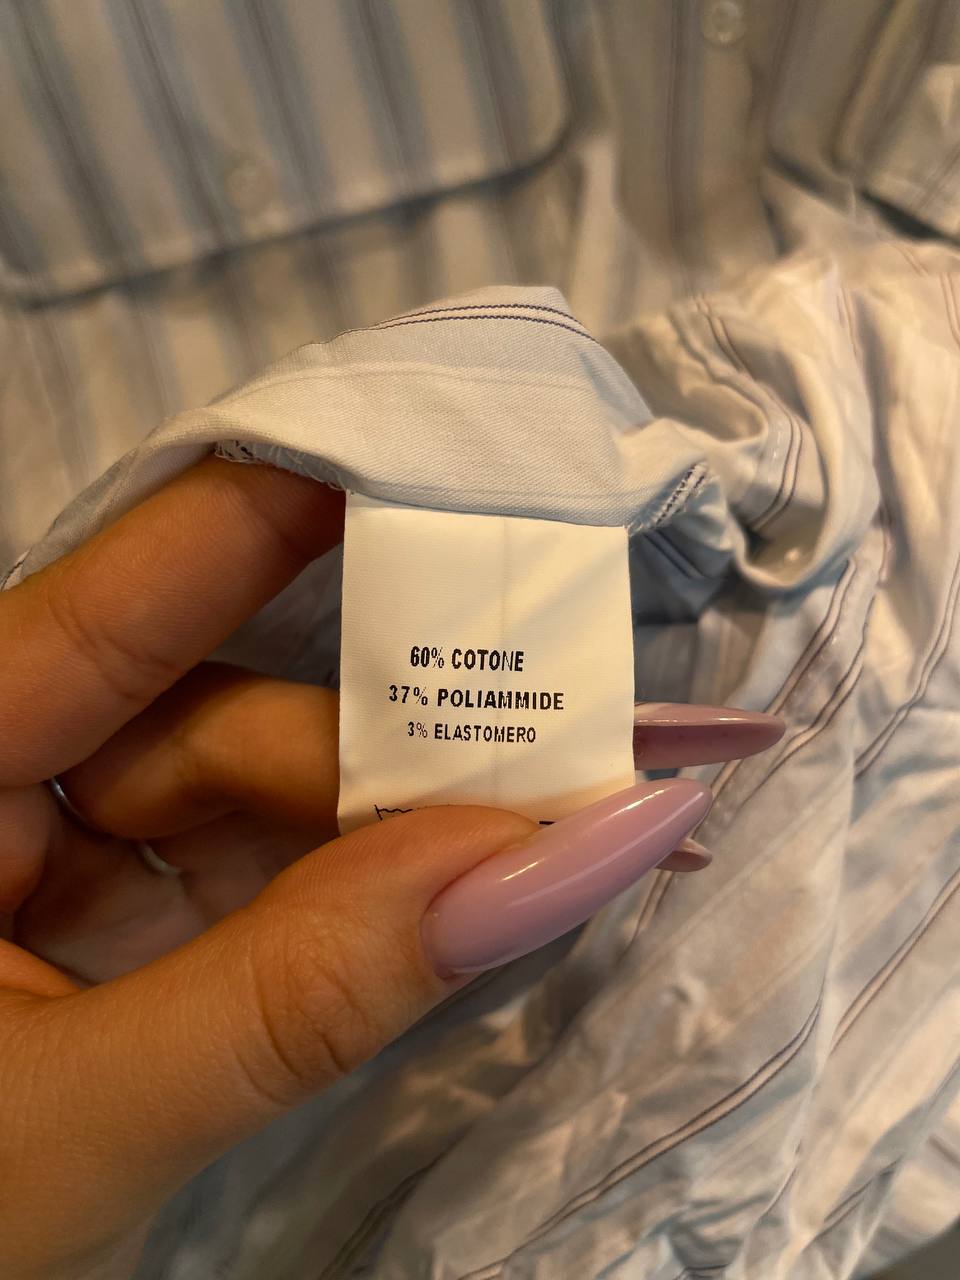 60% COTONE
37% POLIAMMIDE
3% ELASTOMERO